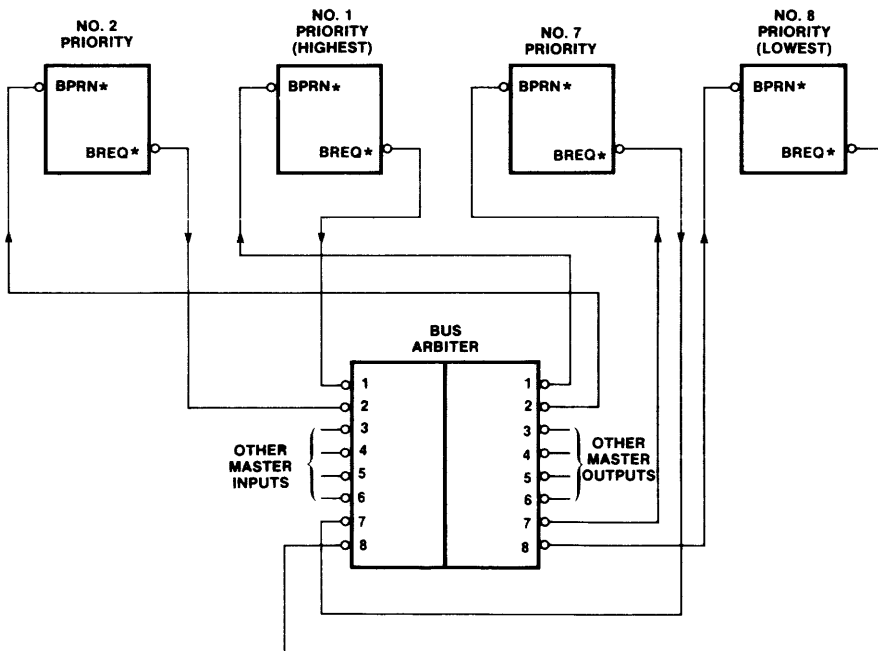 NO. 2
PRIORITY
NO. 1
PRIORITY
(HIGHEST)
NO. 7
PRIORITY
NO. 8
PRIORITY
(LOWEST)
BPRN*
BREQ*
BPRN*
BREQ*
BPRN*
BREQ*
BPRN*
BREQ*
BUS
ARBITER
1
2
3
4
5
6
7
8
OTHER
MASTER
INPUTS
1
2
3
4
5
6
7
8
OTHER
MASTER
OUTPUTS